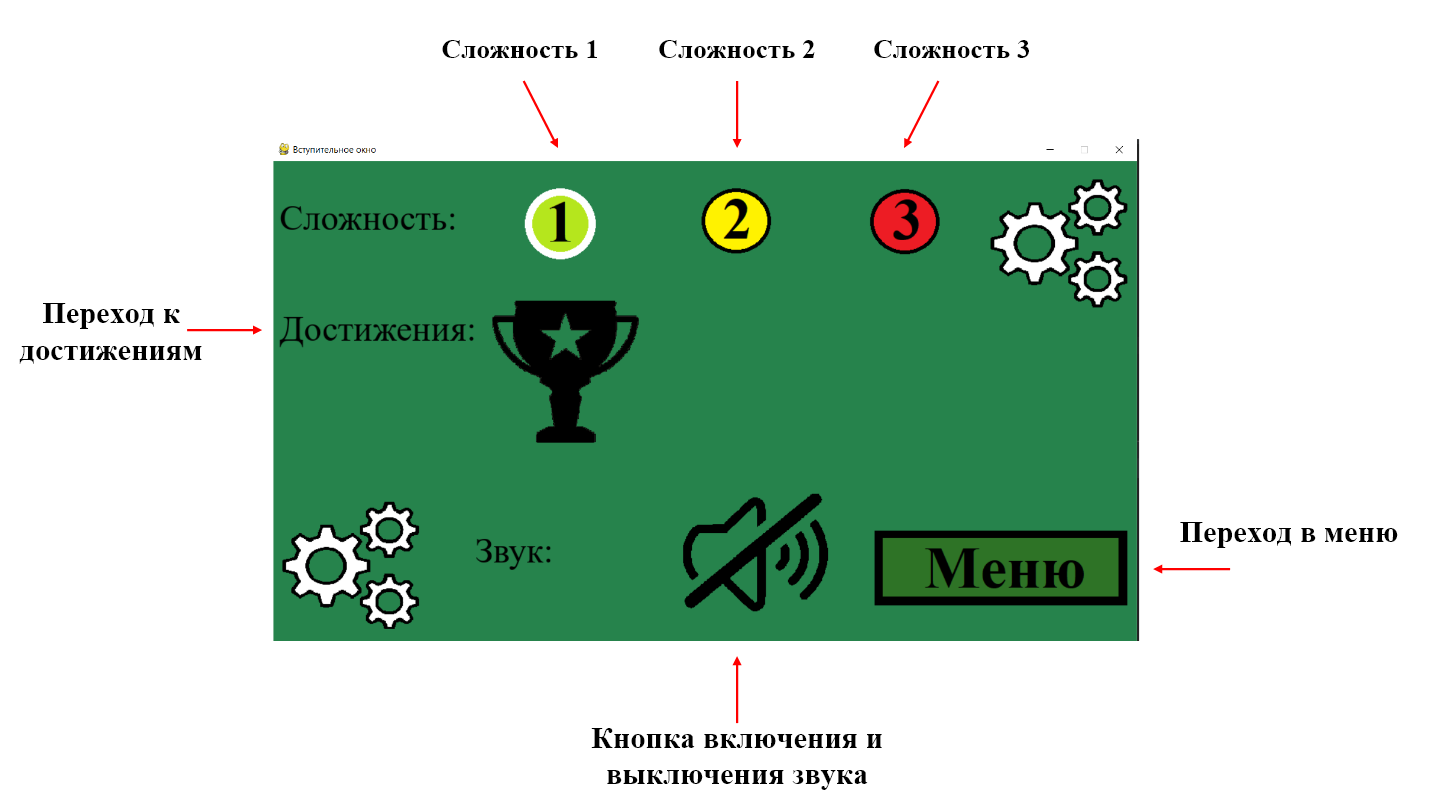 Сложность 1
Сложность 2
Сложность 3
Вступительное окно
Сложность:
1
2
3
Переход к
достижениям
Достижения:
Звук:
Меню
Переход в меню
Кнопка включения и
выключения звука